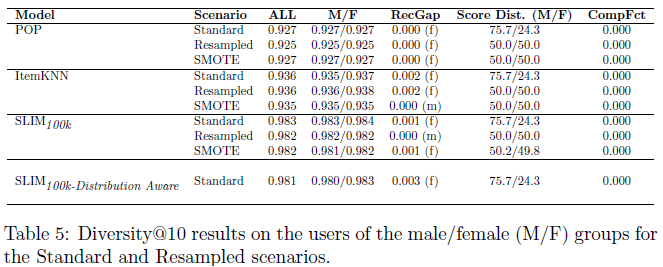 Model Scenario ALL M/F RecGap Score Dist. (M/F) CompFct
POP Standard 0.927 0.927/0.927 0.000 (f) 75.7/24.3 0.000
Resampled 0.925 0.925/0.925 0.000 (m) 50.0/50.0 0.000
SMOTE 0.927 0.927/0.927 0.000 (f) 50.0/50.0 0.000
ItemKNN Standard 0.936 0.935/0.937 0.002 (f) 75.7/24.3 0.000
Resampled 0.936 0.936/0.938 0.002 (f) 50.0/50.0 0.000
SMOTE 0.935 0.935/0.935 0.000 (m) 50.0/50.0 0.000
SLIM100k Standard 0.983 0.983/0.984 0.001 (f) 75.7/24.3 0.000
Resampled 0.982 0.982/0.982 0.000 (m) 50.0/50.0 0.000
SMOTE 0.982 0.981/0.982 0.001 (f) 50.2/49.8 0.000
SLIM100k-Distribution Aware Standard 0.981 0.980/0.983 0.003 (f) 75.7/24.3 0.000
Table 5: Diversity@10 results on the users of the male/female (M/F) groups for
the Standard and Resampled scenarios.